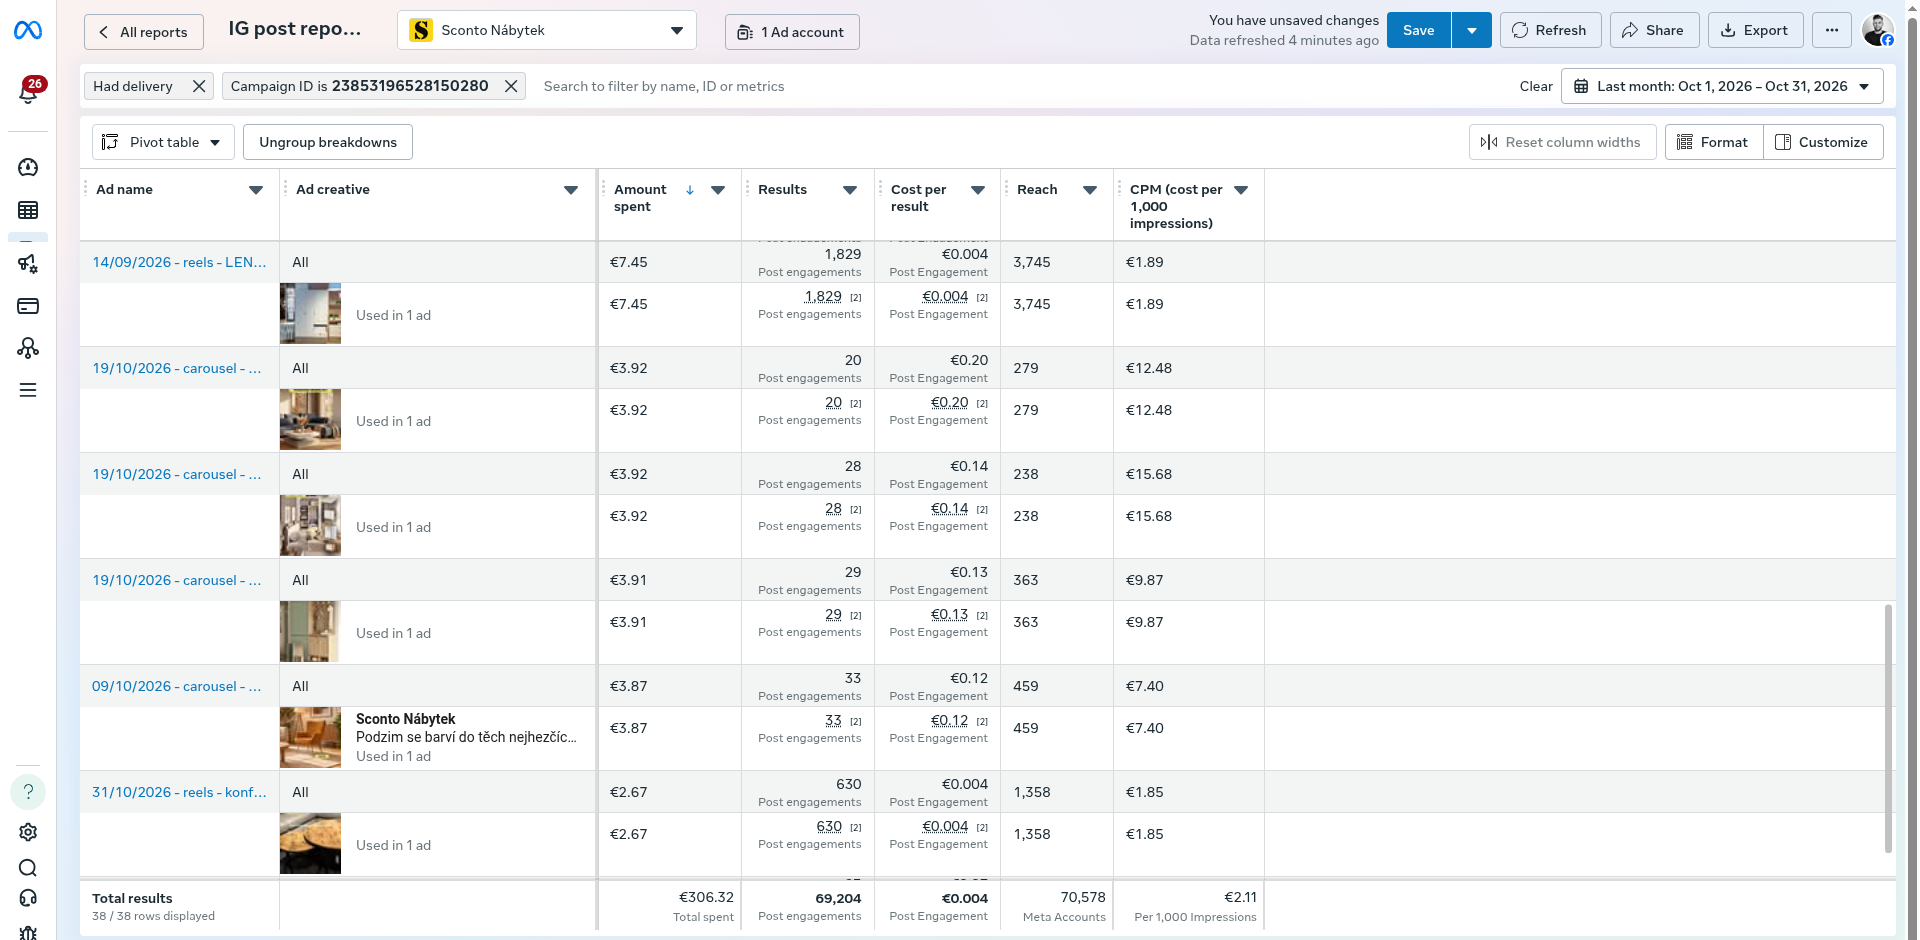 All reports
IG post repo...
Sconto Nábytek
1 Ad account
You have unsaved changes
Data refreshed 4 minutes ago
Save
Refresh
Share
Export
26
Had delivery
Campaign ID is 23853196528150280
Search to filter by name, ID or metrics
Clear
Last month: Oct 1, 2026 – Oct 31, 2026
Pivot table
Ungroup breakdowns
Reset column widths
Format
Customize
Ad name
Ad creative
Amount spent
Results
Cost per result
Reach
CPM (cost per 1,000 impressions)
14/09/2026 - reels - LEN... All €7.45 1,829 €0.004 3,745 €1.89
Post engagements Post Engagement
Used in 1 ad €7.45 1,829 [2] €0.004 [2] 3,745 €1.89
Post engagements Post Engagement
19/10/2026 - carousel - ... All €3.92 20 €0.20 279 €12.48
Post engagements Post Engagement
Used in 1 ad €3.92 20 [2] €0.20 [2] 279 €12.48
Post engagements Post Engagement
19/10/2026 - carousel - ... All €3.92 28 €0.14 238 €15.68
Post engagements Post Engagement
Used in 1 ad €3.92 28 [2] €0.14 [2] 238 €15.68
Post engagements Post Engagement
19/10/2026 - carousel - ... All €3.91 29 €0.13 363 €9.87
Post engagements Post Engagement
Used in 1 ad €3.91 29 [2] €0.13 [2] 363 €9.87
Post engagements Post Engagement
09/10/2026 - carousel - ... All €3.87 33 €0.12 459 €7.40
Post engagements Post Engagement
Sconto Nábytek
Podzim se barví do těch nejhezčíc...
Used in 1 ad
€3.87 33 [2] €0.12 [2] 459 €7.40
Post engagements Post Engagement
31/10/2026 - reels - konf... All €2.67 630 €0.004 1,358 €1.85
Post engagements Post Engagement
Used in 1 ad €2.67 630 [2] €0.004 [2] 1,358 €1.85
Post engagements Post Engagement
Total results €306.32 69,204 €0.004 70,578 €2.11
38 / 38 rows displayed Total spent Post engagements Post Engagement Meta Accounts Per 1,000 Impressions